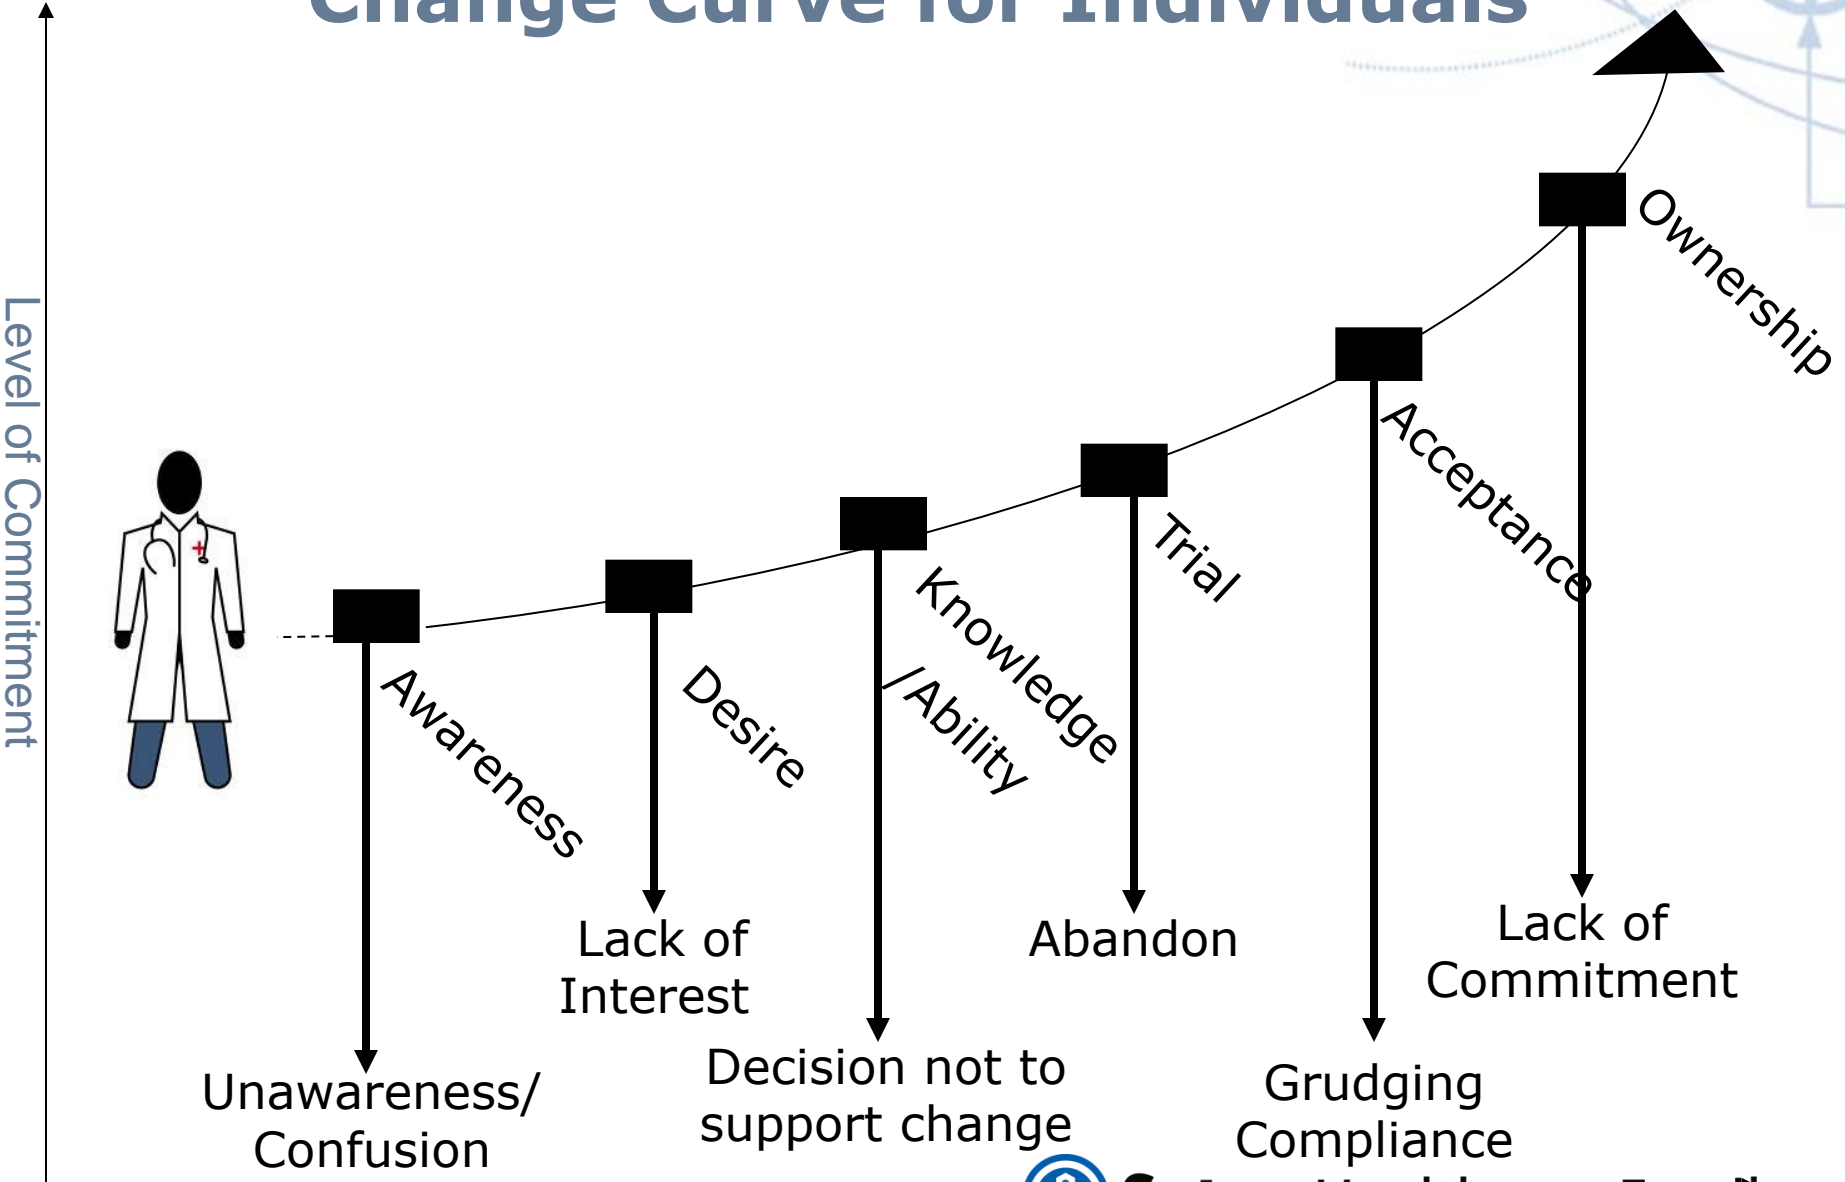 Change Curve for Individuals
Level of Commitment
Ownership
Acceptance
Trial
Knowledge
/Ability
Desire
Awareness
Lack of
Interest
Abandon
Lack of
Commitment
Unawareness/
Confusion
Decision not to
support change
Grudging
Compliance